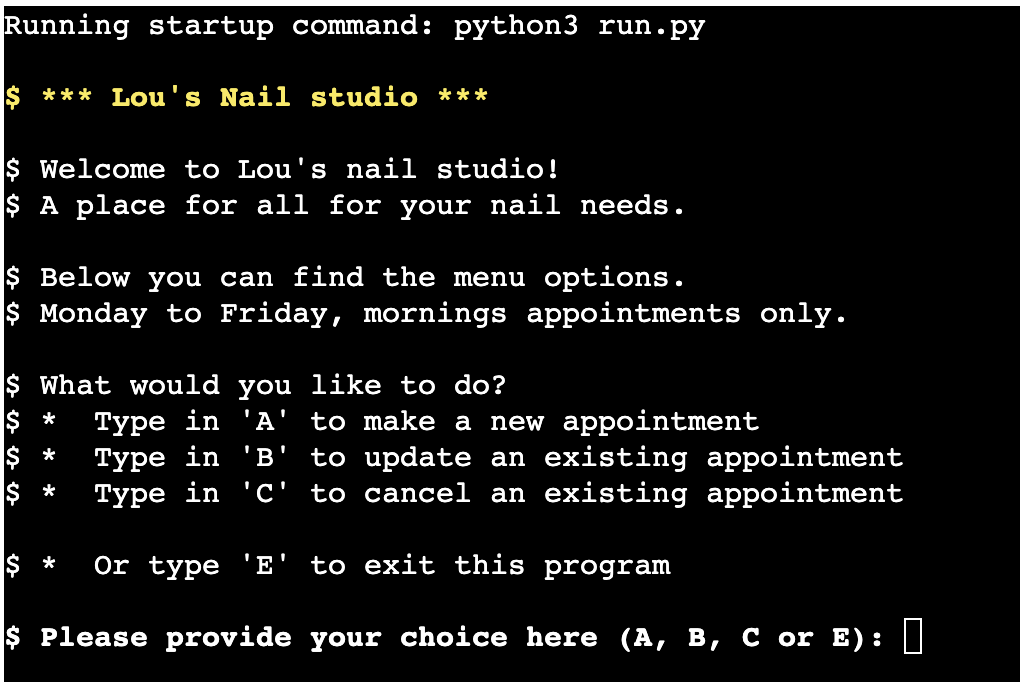 Running startup command: python3 run.py
$ *** Lou's Nail studio ***
$ Welcome to Lou's nail studio!
$ A place for all for your nail needs.
$ Below you can find the menu options.
$ Monday to Friday, mornings appointments only.
$ What would you like to do?
$ *  Type in 'A' to make a new appointment
$ *  Type in 'B' to update an existing appointment
$ *  Type in 'C' to cancel an existing appointment
$ *  Or type 'E' to exit this program
$ Please provide your choice here (A, B, C or E):